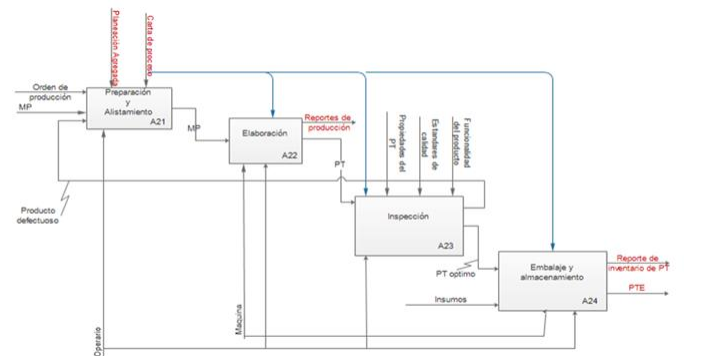 Planeación Agregada
Carta de proceso
Orden de
producción
MP
Preparación
y
Alistamiento
A21
MP
Elaboración
A22
Reportes de
producción
PT
Propiedades del
PT
Estandares de
calidad
Funcionalidad
del producto
Producto
defectuoso
Inspección
A23
PT optimo
Embalaje y
almacenamiento
A24
Reporte de
inventario de PT
PTE
Insumos
Maquina
Operario